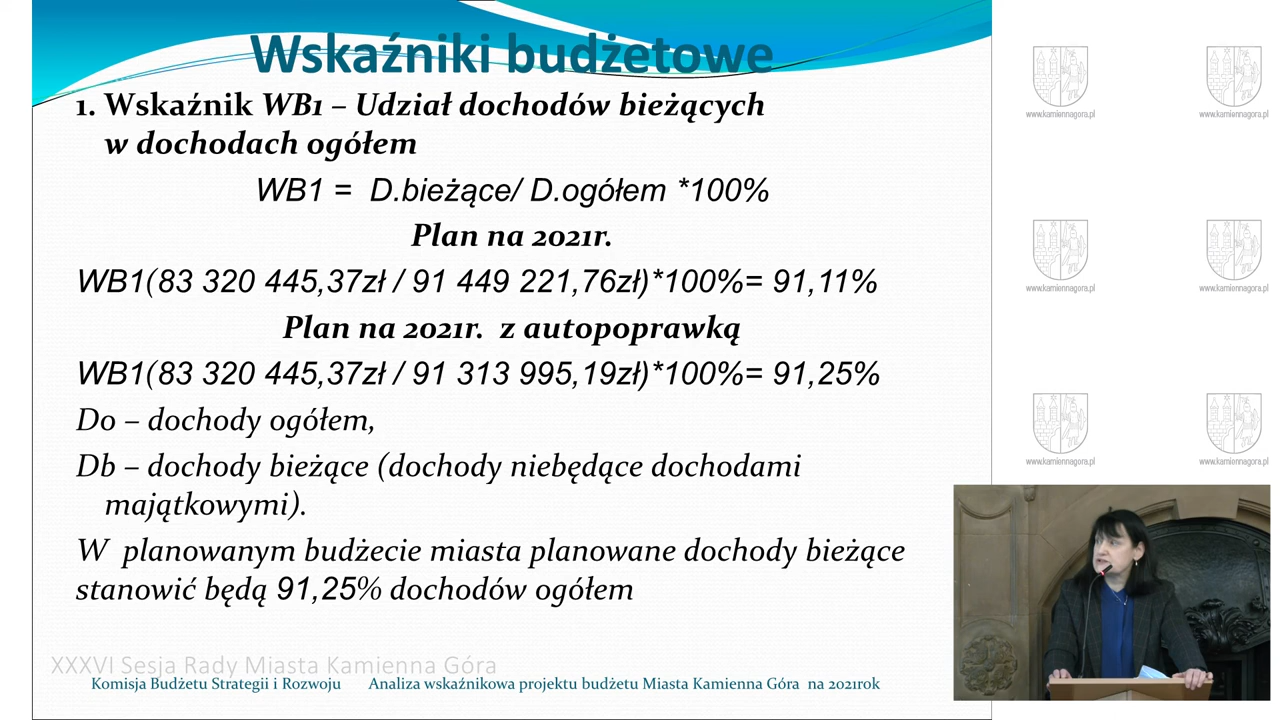 Wskaźniki budżetowe
1. Wskaźnik WB1 – Udział dochodów bieżących
w dochodach ogółem
WB1 = D.bieżące/ D.ogółem *100%
Plan na 2021r.
WB1(83 320 445,37zł / 91 449 221,76zł)*100%= 91,11%
Plan na 2021r. z autopoprawką
WB1(83 320 445,37zł / 91 313 995,19zł)*100%= 91,25%
Do – dochody ogółem,
Db – dochody bieżące (dochody niebędące dochodami
majątkowymi).
W planowanym budżecie miasta planowane dochody bieżące
stanowić będą 91,25% dochodów ogółem
XXXVI Sesja Rady Miasta Kamienna Góra
Komisja Budżetu Strategii i Rozwoju Analiza wskaźnikowa projektu budżetu Miasta Kamienna Góra na 2021rok
www.kamiennagora.pl www.kamiennagora.pl
www.kamiennagora.pl www.kamiennagora.pl
www.kamiennagora.pl www.kamiennagora.pl